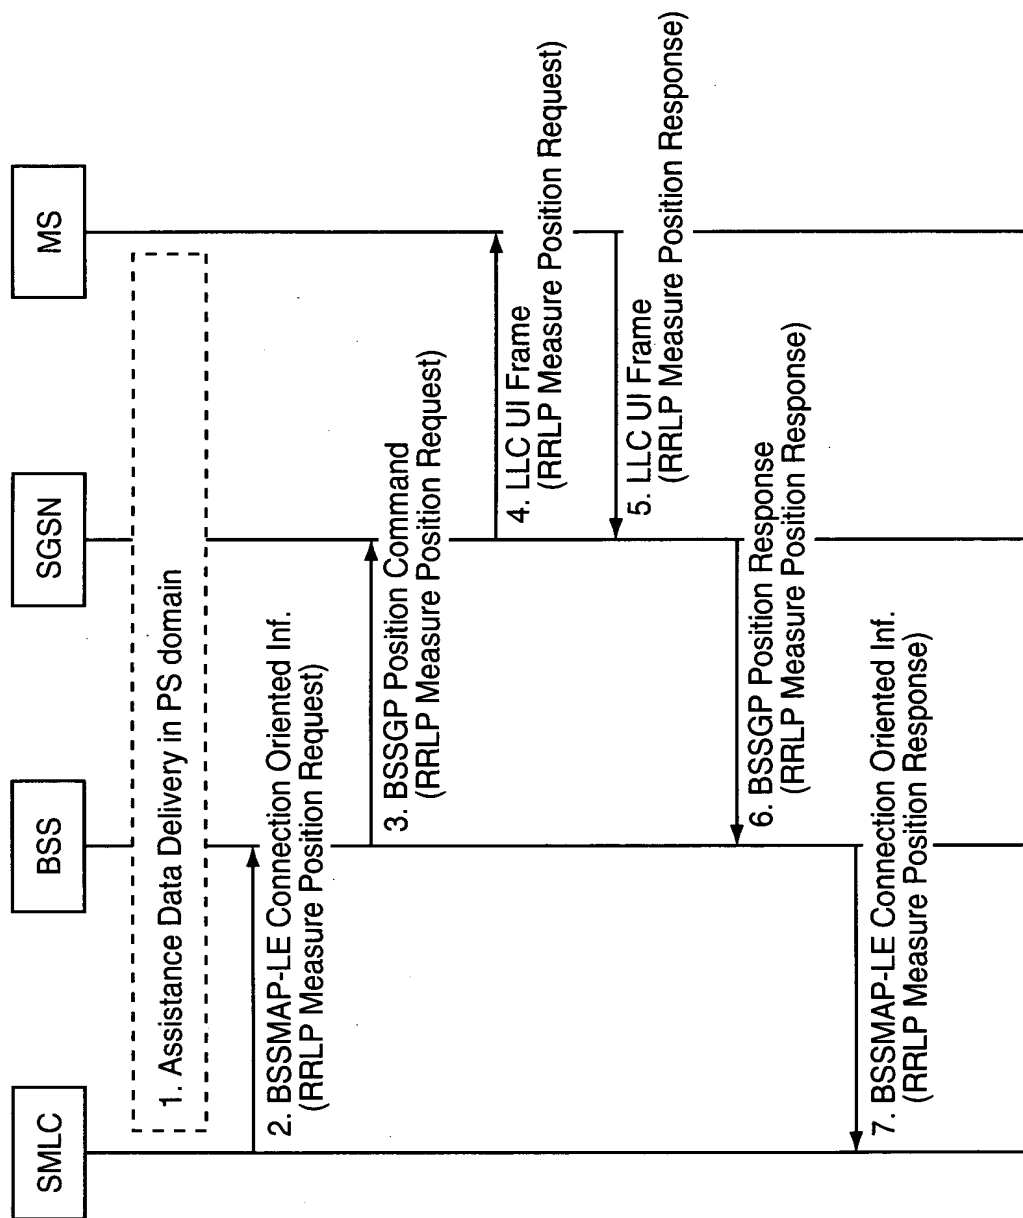 SMLC
BSS
SGSN
MS
1. Assistance Data Delivery in PS domain
2. BSSMAP-LE Connection Oriented Inf.
(RRLP Measure Position Request)
3. BSSGP Position Command
(RRLP Measure Position Request)
4. LLC UI Frame
(RRLP Measure Position Request)
5. LLC UI Frame
(RRLP Measure Position Response)
6. BSSGP Position Response
(RRLP Measure Position Response)
7. BSSMAP-LE Connection Oriented Inf.
(RRLP Measure Position Response)